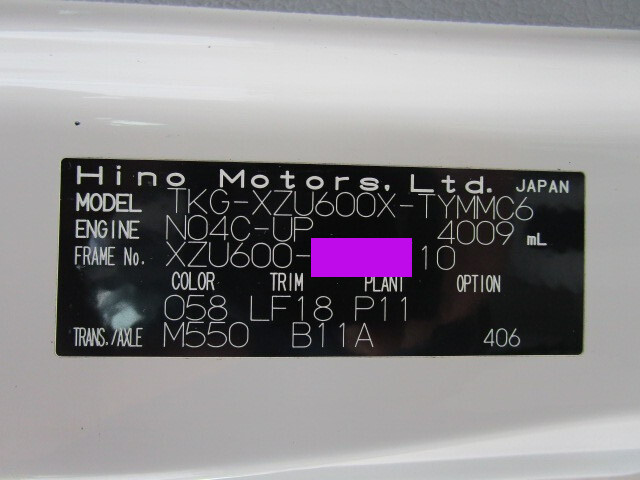 Hino Motors, Ltd. JAPAN
MODEL TKG-XZU600X-TYMMC6
ENGINE N04C-UP 4009 mL
FRAME No. XZU600- 10
COLOR TRIM PLANT OPTION
058 LF18 P11
TRANS./AXLE M550 B11A 406